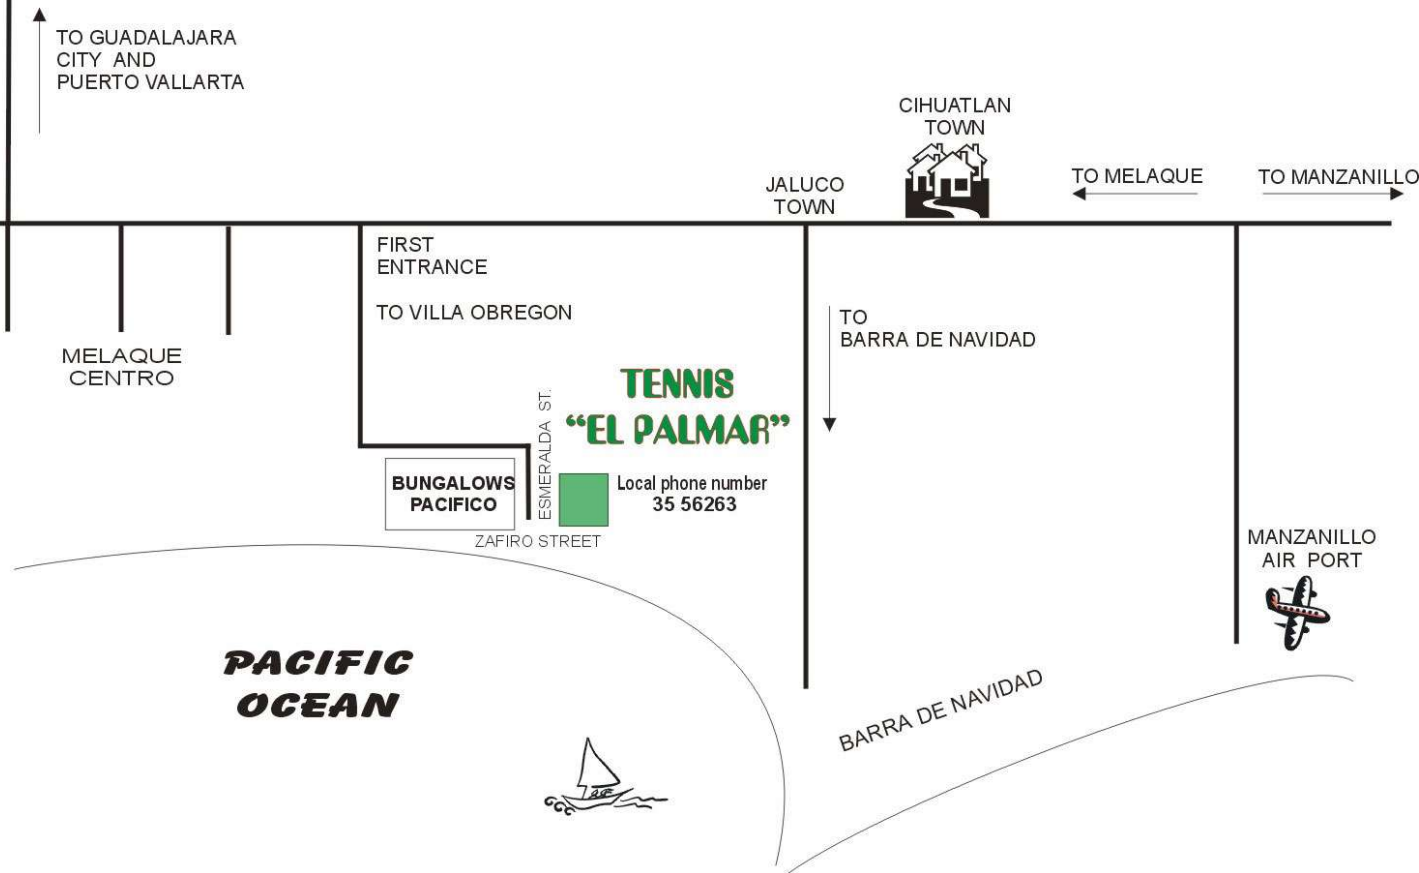 TO GUADALAJARA
CITY AND
PUERTO VALLARTA
CIHUATLAN
TOWN
JALUCO
TOWN
TO MELAQUE
TO MANZANILLO
FIRST
ENTRANCE
TO VILLA OBREGON
TO
BARRA DE NAVIDAD
MELAQUE
CENTRO
TENNIS
“EL PALMAR”
ESMERALDA ST.
BUNGALOWS
PACIFICO
Local phone number
35 56263
ZAFIRO STREET
MANZANILLO
AIR PORT
PACIFIC
OCEAN
BARRA DE NAVIDAD